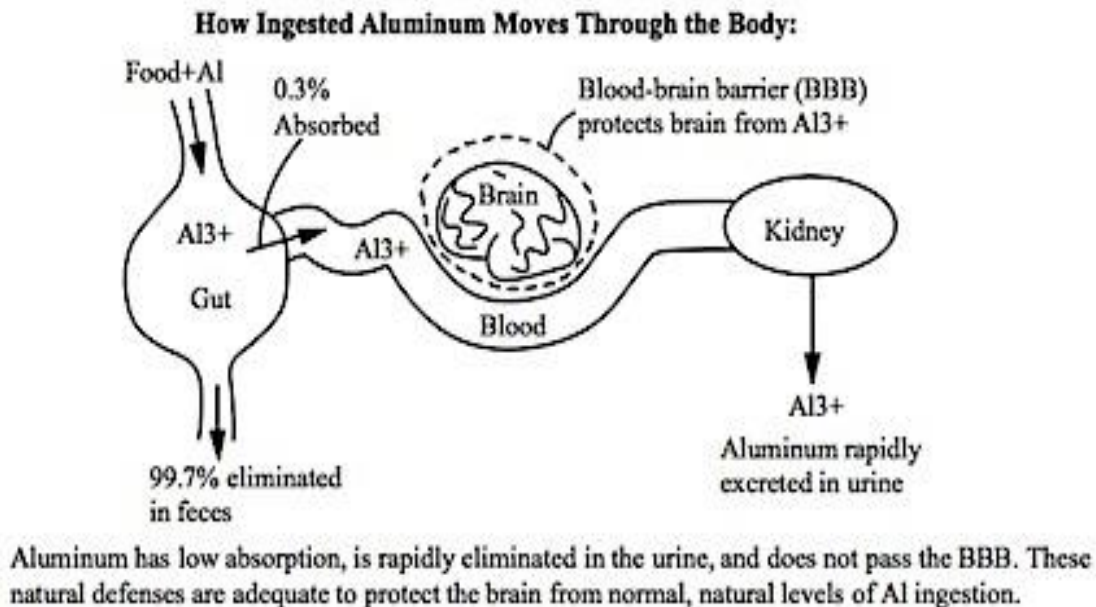 How Ingested Aluminum Moves Through the Body:
Food+Al
0.3%
Absorbed
Blood-brain barrier (BBB)
protects brain from Al3+
Brain
Al3+
Al3+
Kidney
Gut
Blood
Al3+
Aluminum rapidly
excreted in urine
99.7% eliminated
in feces
Aluminum has low absorption, is rapidly eliminated in the urine, and does not pass the BBB. These
natural defenses are adequate to protect the brain from normal, natural levels of Al ingestion.